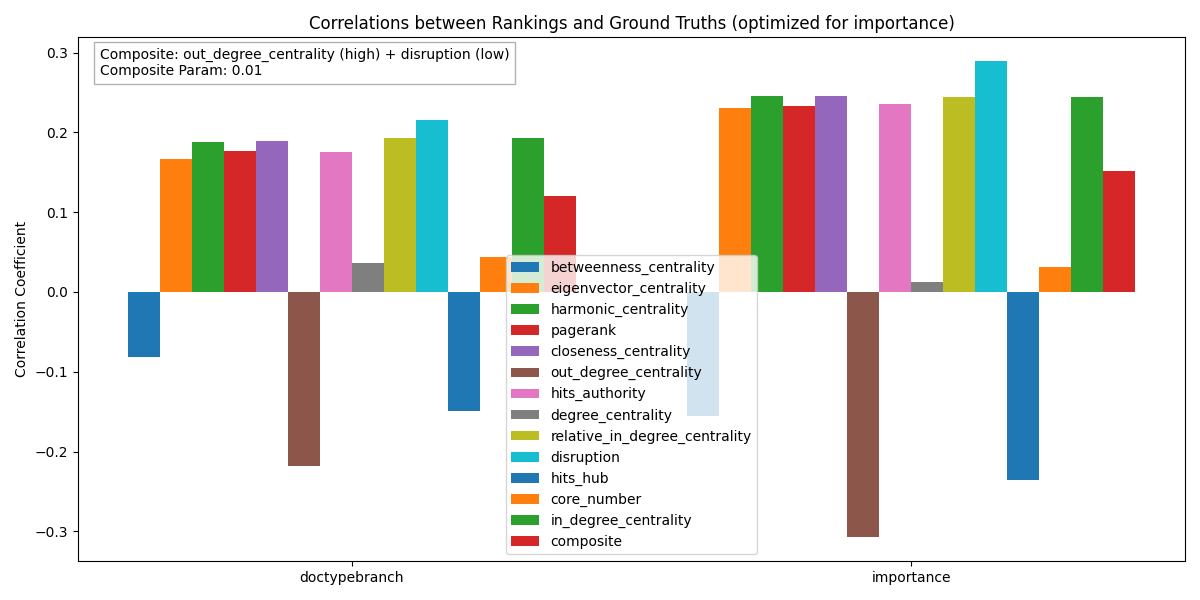 Correlations between Rankings and Ground Truths (optimized for importance)
Composite: out_degree_centrality (high) + disruption (low)
Composite Param: 0.01
Correlation Coefficient
0.3
0.2
0.1
0.0
−0.1
−0.2
−0.3
betweenness_centrality
eigenvector_centrality
harmonic_centrality
pagerank
closeness_centrality
out_degree_centrality
hits_authority
degree_centrality
relative_in_degree_centrality
disruption
hits_hub
core_number
in_degree_centrality
composite
doctypebranch
importance